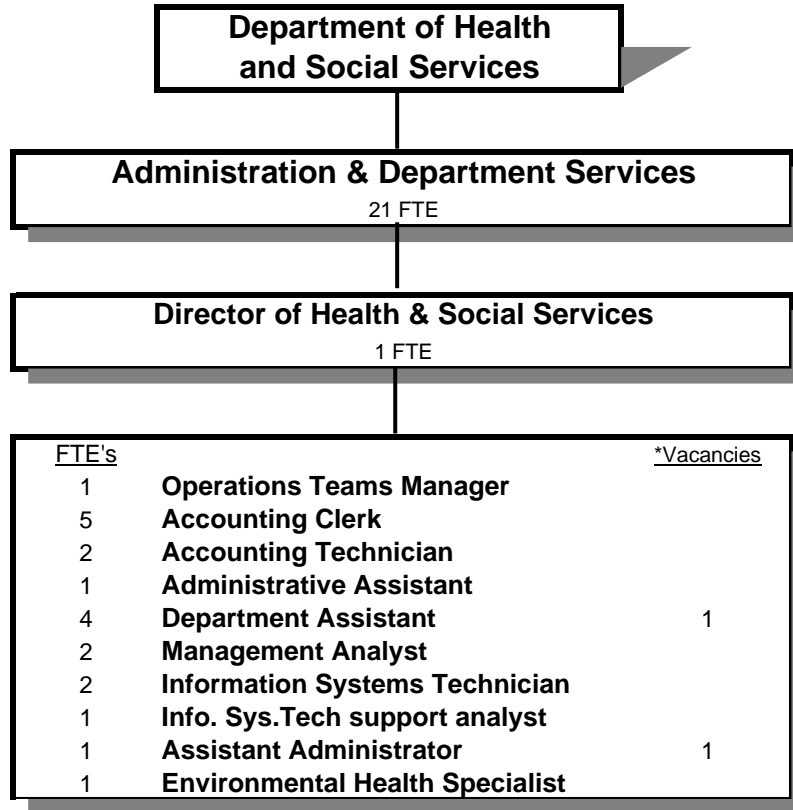 Department of Health
and Social Services
Administration & Department Services
21 FTE
Director of Health & Social Services
1 FTE
FTE's *Vacancies
1 Operations Teams Manager
5 Accounting Clerk
2 Accounting Technician
1 Administrative Assistant
4 Department Assistant 1
2 Management Analyst
2 Information Systems Technician
1 Info. Sys.Tech support analyst
1 Assistant Administrator 1
1 Environmental Health Specialist